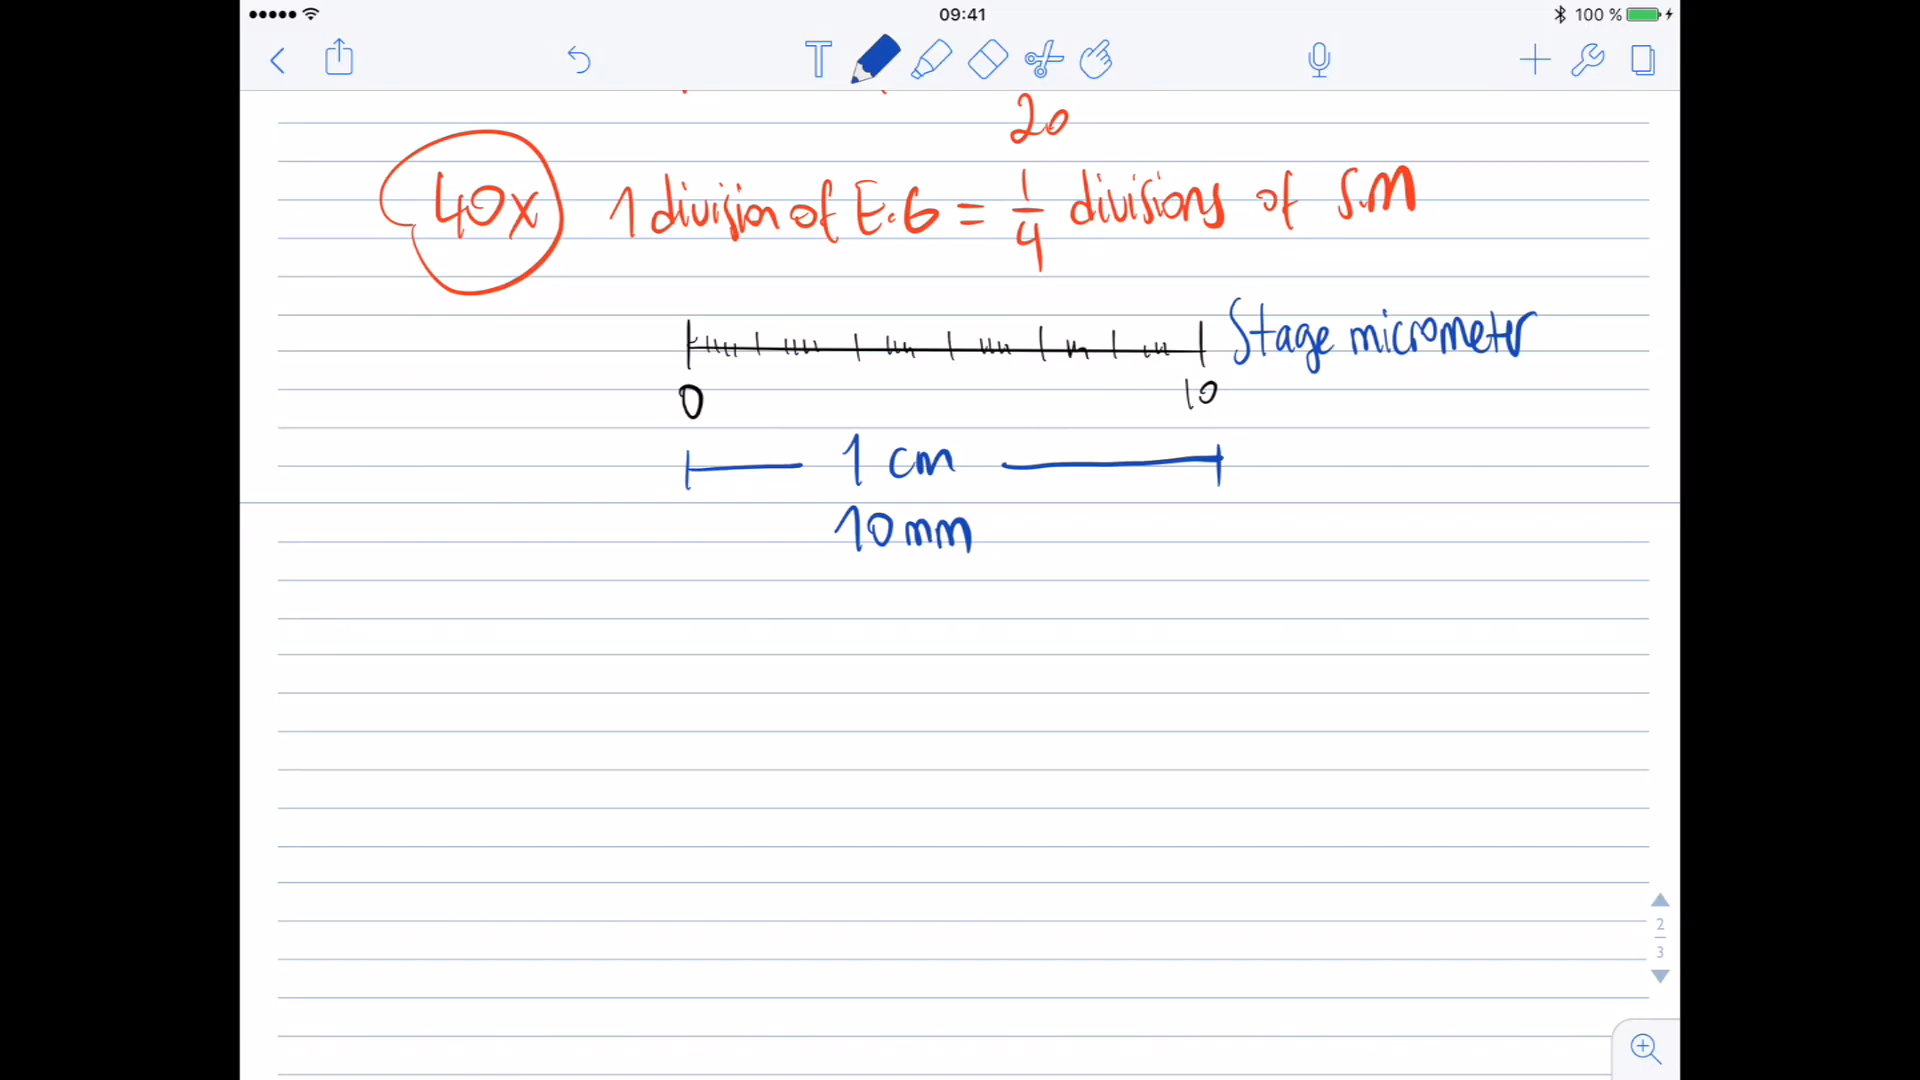 09:41
100 %
T
20
40x 1 division of E.G = 1/4 divisions of S.M
Stage micrometer
0 10
1 cm
10 mm
2
3